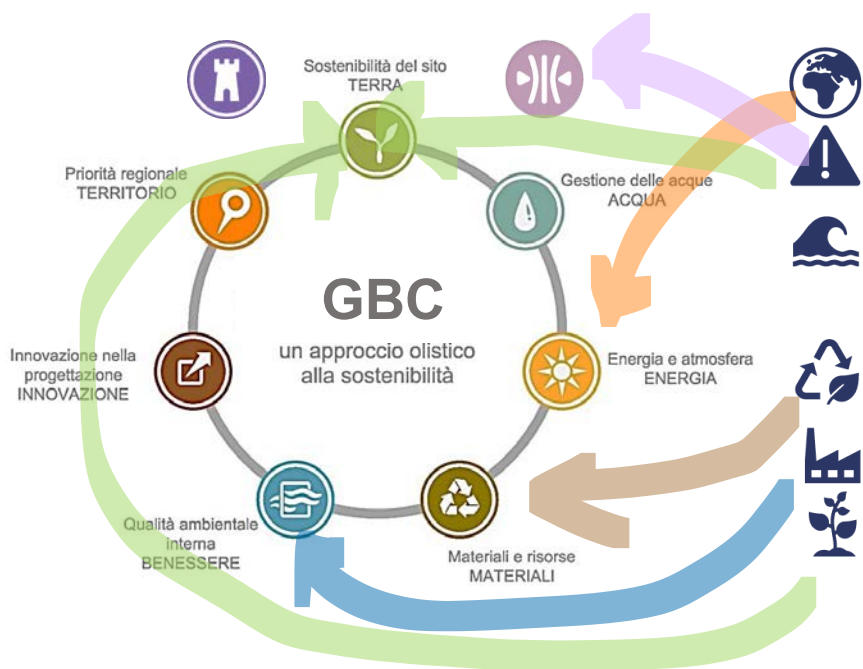 Sostenibilità del sito
TERRA
Priorità regionale
TERRITORIO
Gestione delle acque
ACQUA
GBC
un approccio olistico
alla sostenibilità
Innovazione nella
progettazione
INNOVAZIONE
Energia e atmosfera
ENERGIA
Qualità ambientale
interna
BENESSERE
Materiali e risorse
MATERIALI